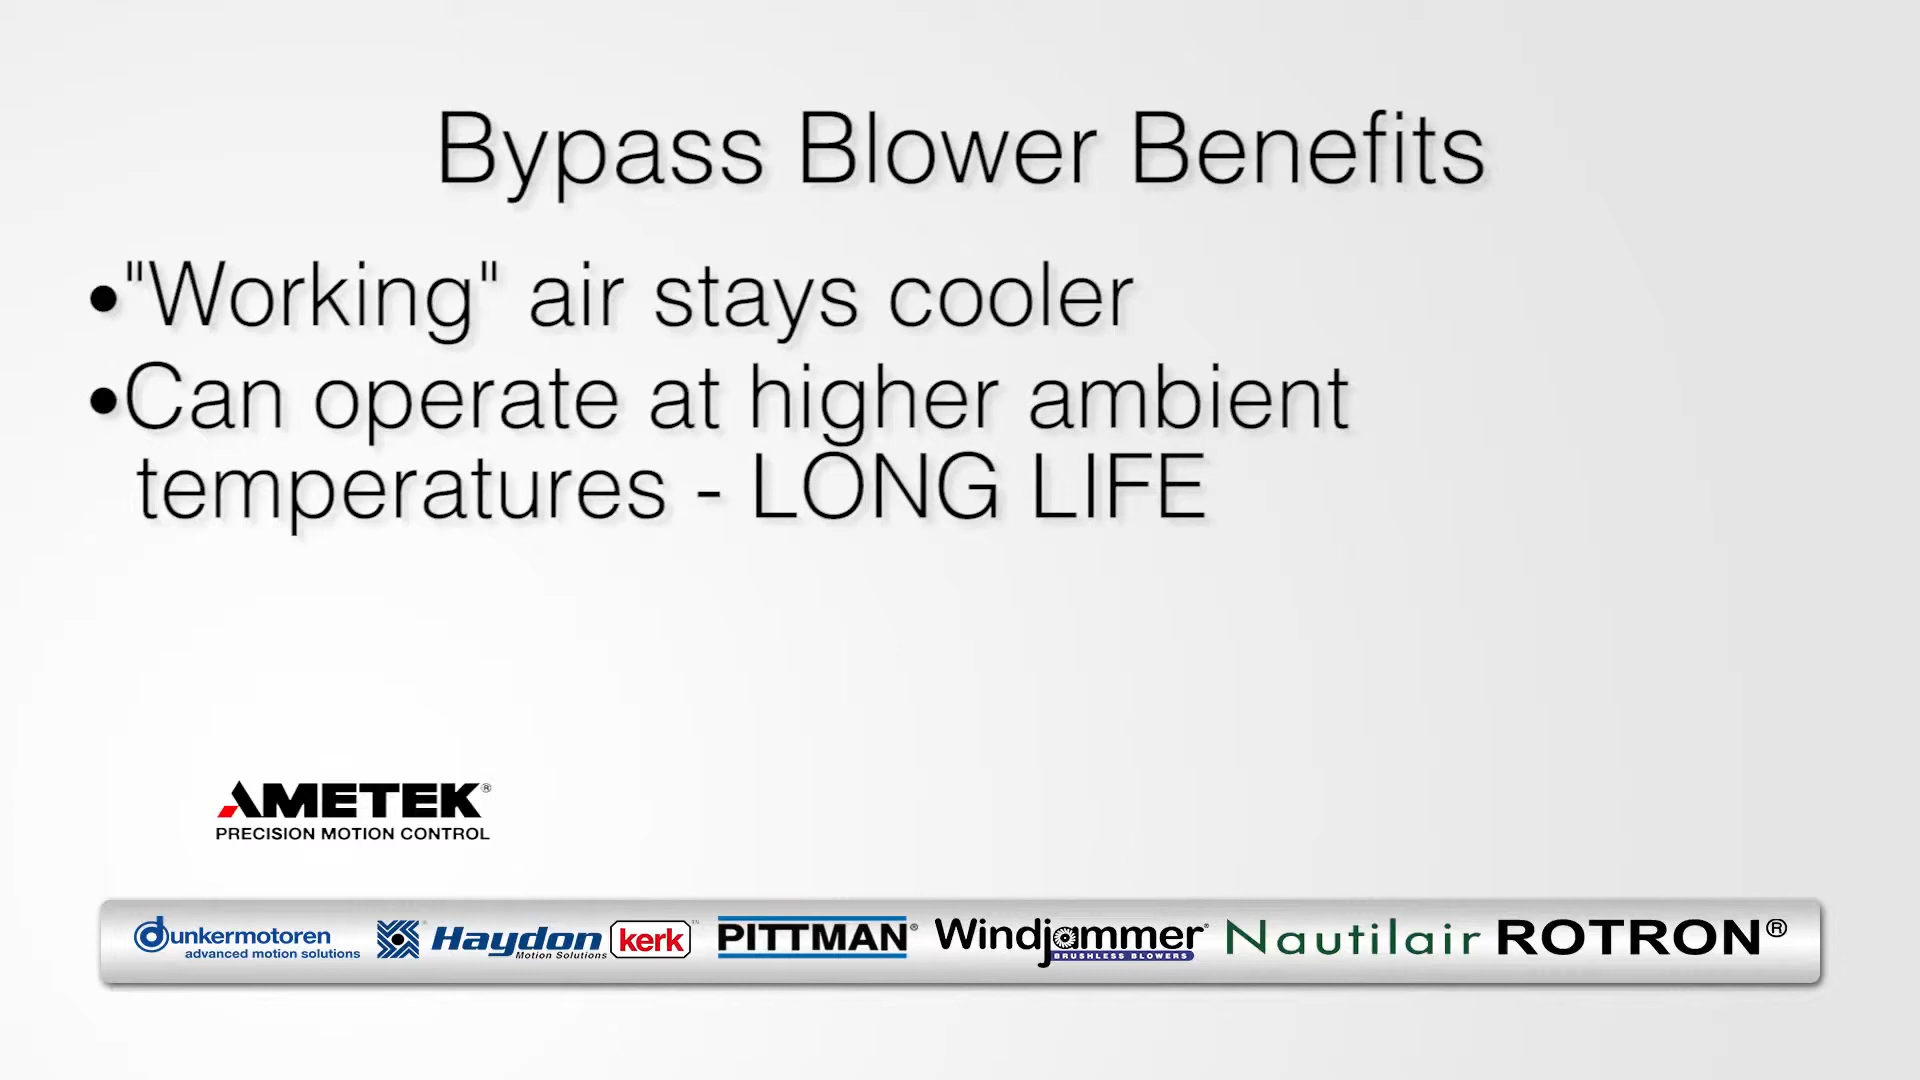 Bypass Blower Benefits
•"Working" air stays cooler
•Can operate at higher ambient
temperatures - LONG LIFE
AMETEK®
PRECISION MOTION CONTROL
dunkermotoren
advanced motion solutions
Haydon kerk™
Motion Solutions
PITTMAN®
Windjammer®
BRUSHLESS BLOWERS
Nautilair
ROTRON®